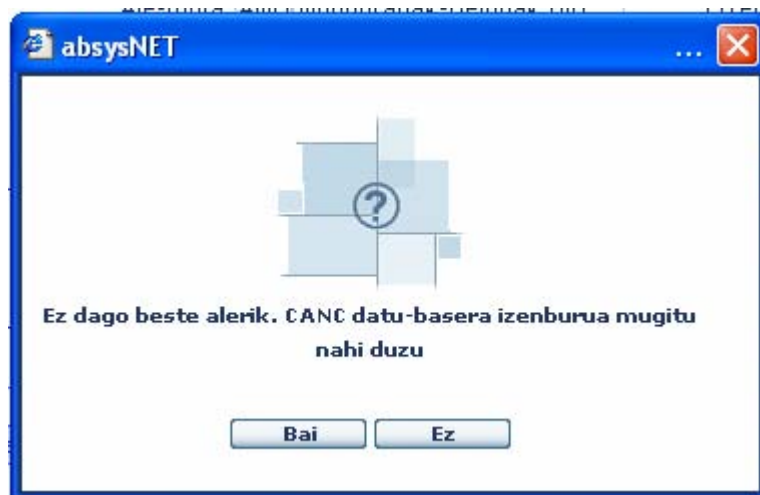 absysNET ...
?
Ez dago beste alerik. CANC datu-basera izenburua mugitu
nahi duzu
Bai Ez